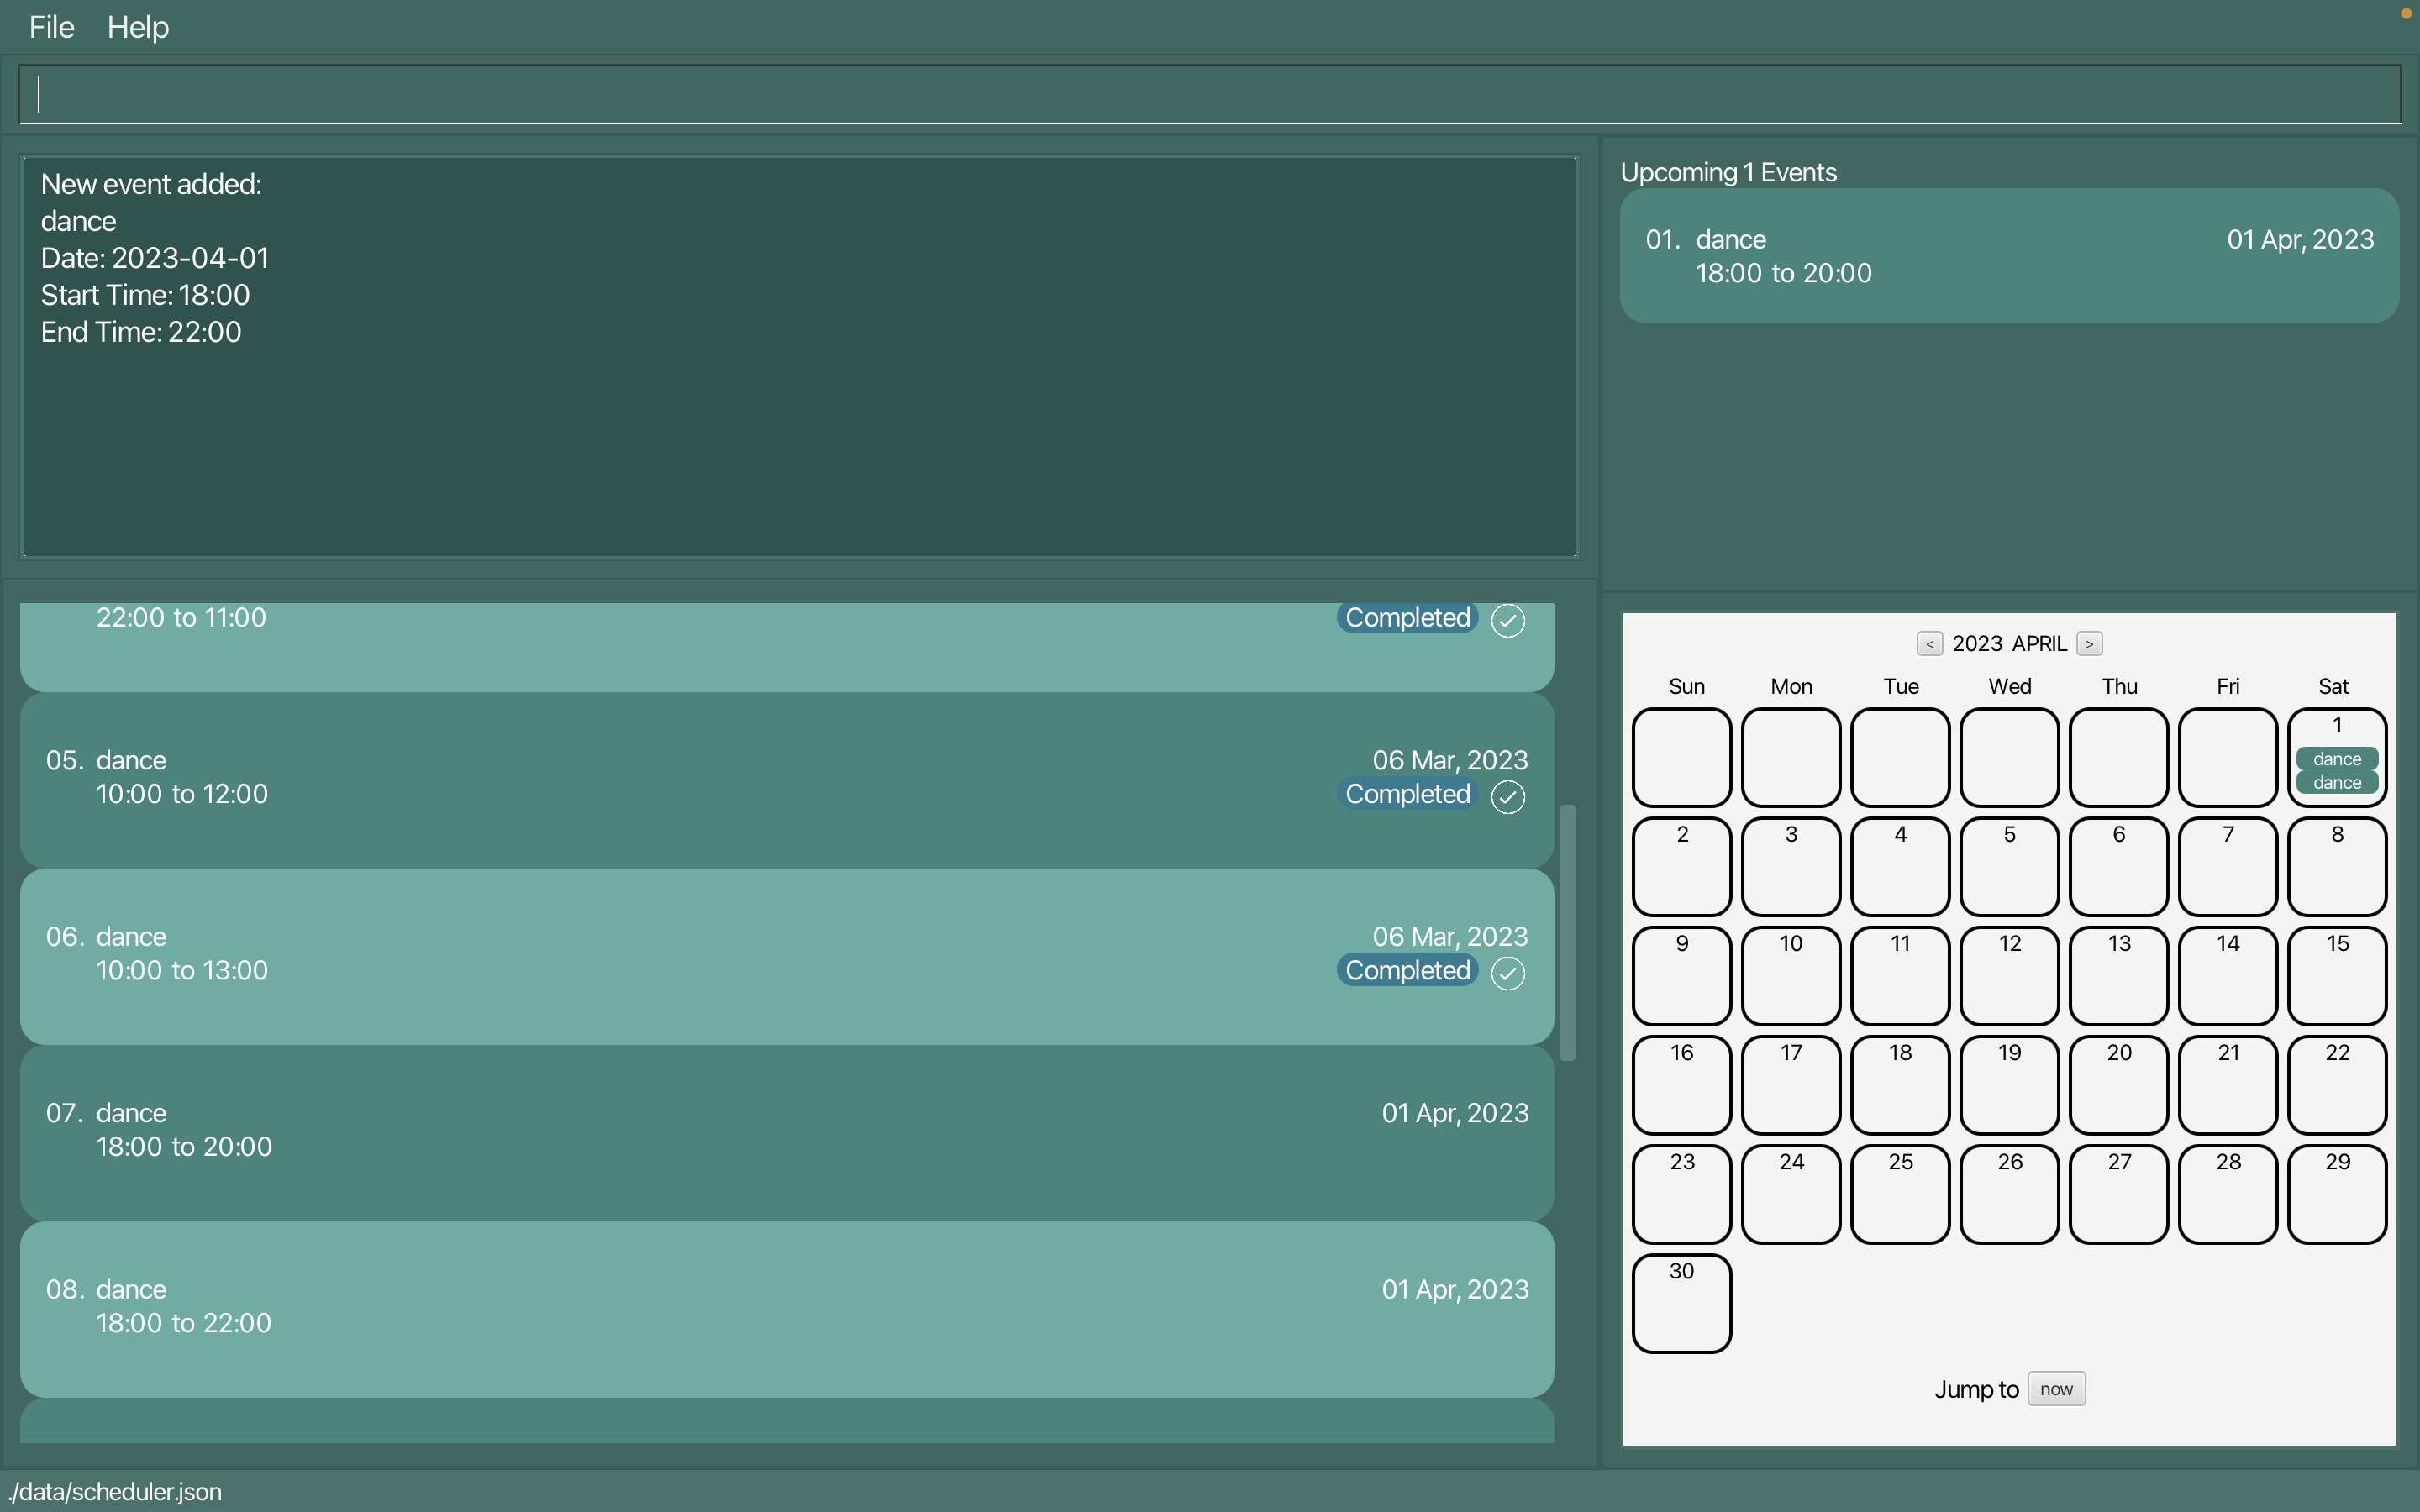 File Help
New event added:
dance
Date: 2023-04-01
Start Time: 18:00
End Time: 22:00
Upcoming 1 Events
01. dance 01 Apr, 2023
18:00 to 20:00
22:00 to 11:00 Completed
05. dance 06 Mar, 2023
10:00 to 12:00 Completed
06. dance 06 Mar, 2023
10:00 to 13:00 Completed
07. dance 01 Apr, 2023
18:00 to 20:00
08. dance 01 Apr, 2023
18:00 to 22:00
< 2023 APRIL >
Sun Mon Tue Wed Thu Fri Sat
1
dance
dance
2 3 4 5 6 7 8
9 10 11 12 13 14 15
16 17 18 19 20 21 22
23 24 25 26 27 28 29
30
Jump to now
./data/scheduler.json